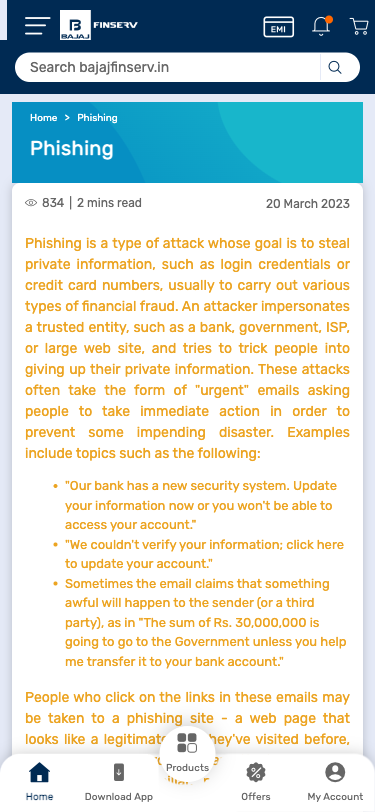 BAJAJ
FINSERV
EMI
Search bajajfinserv.in
Home > Phishing
Phishing
834 | 2 mins read
20 March 2023
Phishing is a type of attack whose goal is to steal
private information, such as login credentials or
credit card numbers, usually to carry out various
types of financial fraud. An attacker impersonates
a trusted entity, such as a bank, government, ISP,
or large web site, and tries to trick people into
giving up their private information. These attacks
often take the form of "urgent" emails asking
people to take immediate action in order to
prevent some impending disaster. Examples
include topics such as the following:
• "Our bank has a new security system. Update
your information now or you won't be able to
access your account."
• "We couldn't verify your information; click here
to update your account."
• Sometimes the email claims that something
awful will happen to the sender (or a third
party), as in "The sum of Rs. 30,000,000 is
going to go to the Government unless you help
me transfer it to your bank account."
People who click on the links in these emails may
be taken to a phishing site - a web page that
looks like a legitimate they've visited before,
Products
Home
Download App
Offers
My Account